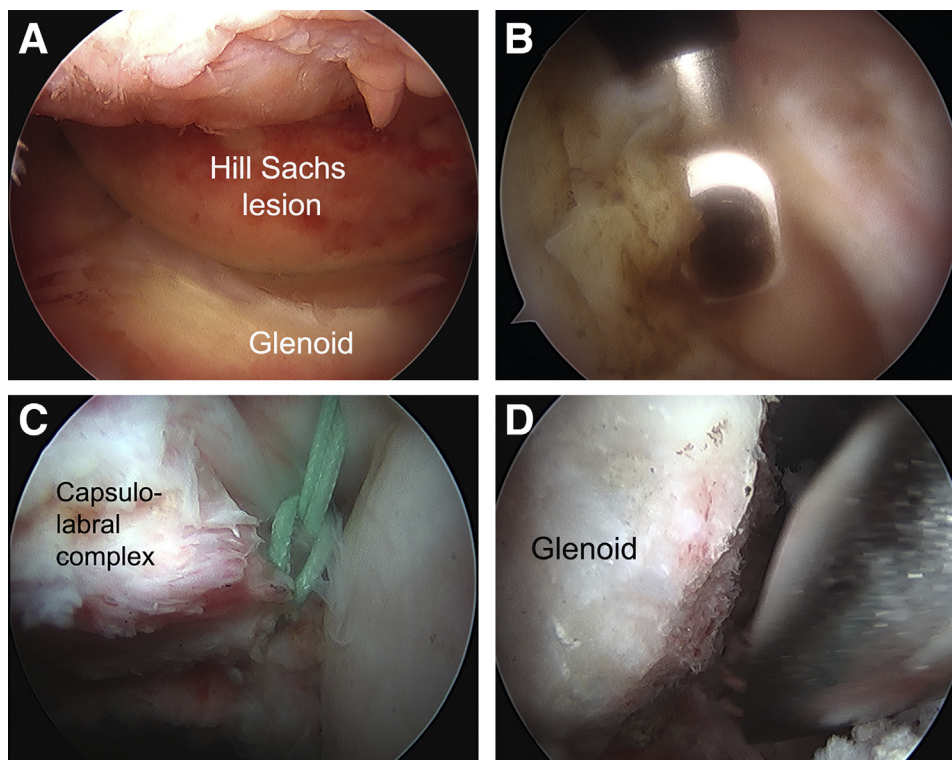 A
Hill Sachs
lesion
Glenoid
B
C
Capsulo-
labral
complex
D
Glenoid